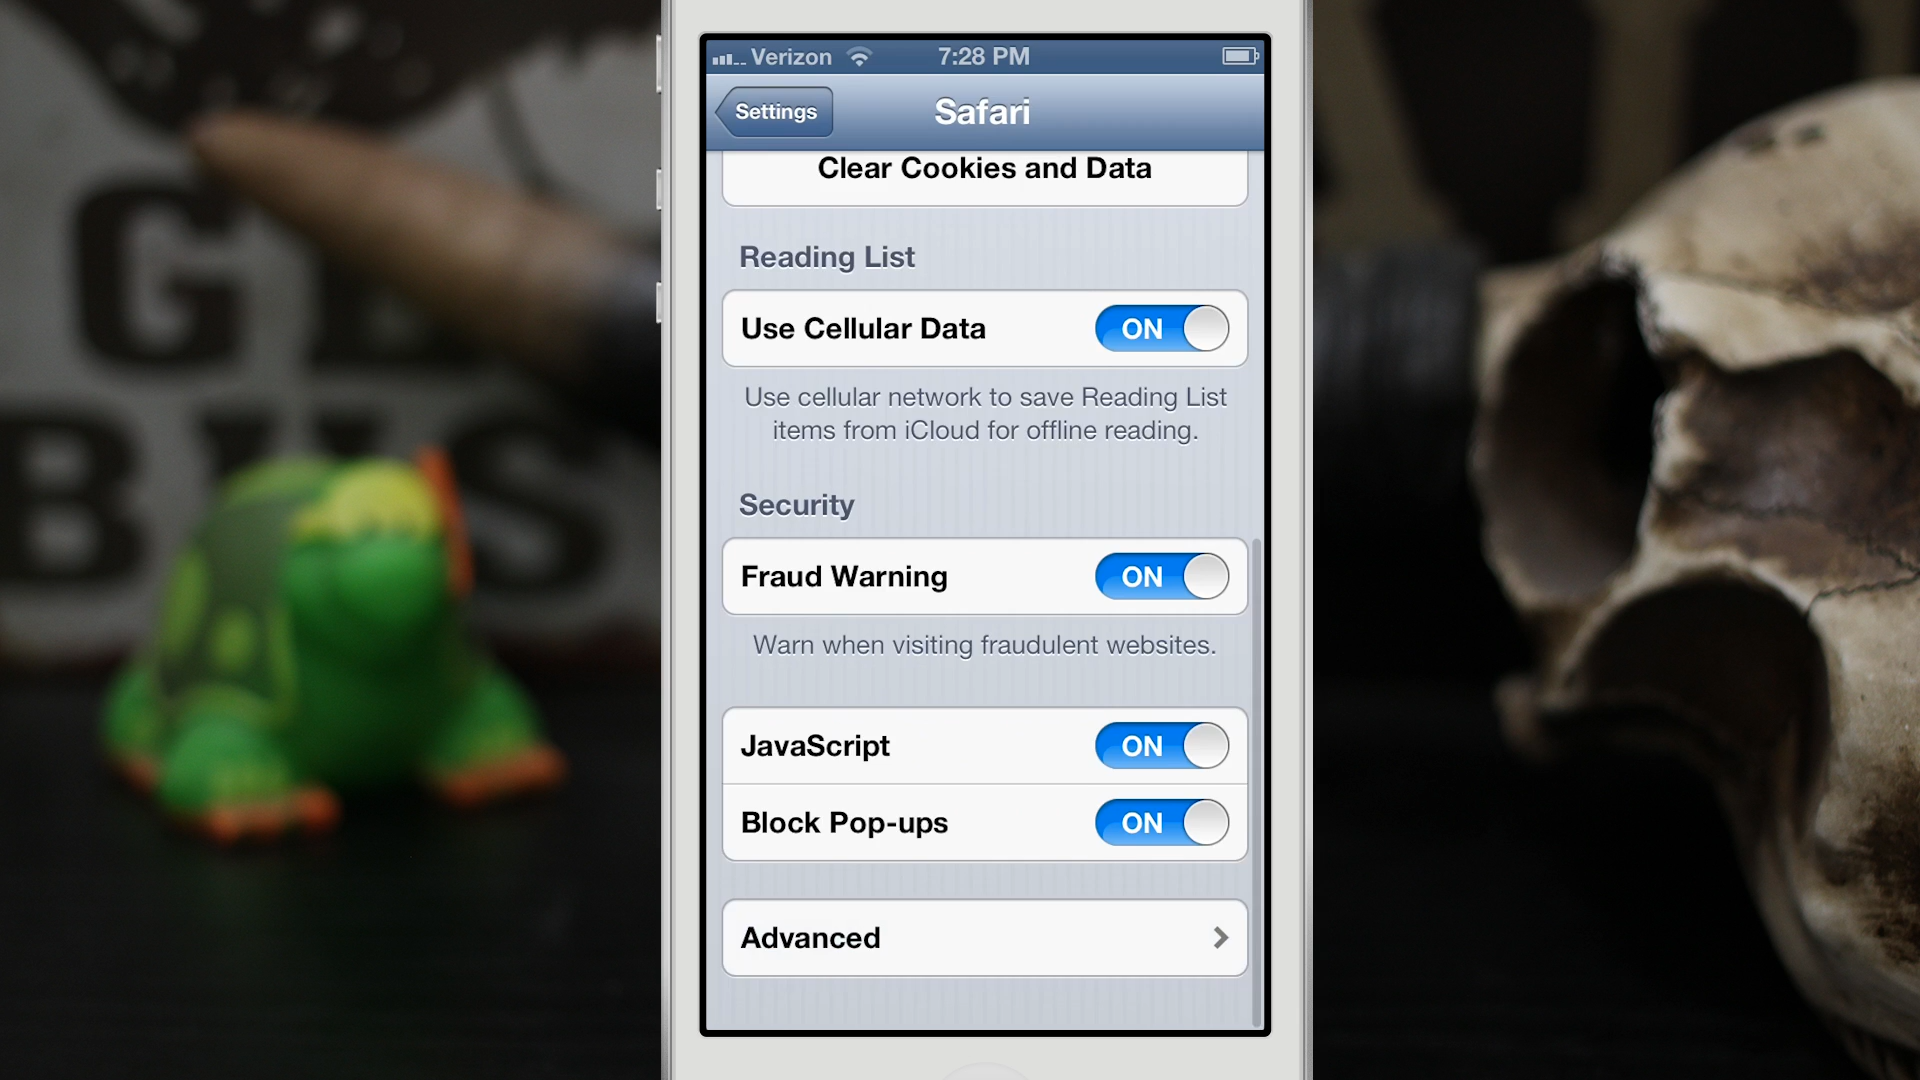 Verizon 7:28 PM
Settings Safari
Clear Cookies and Data
Reading List
Use Cellular Data ON
Use cellular network to save Reading List
items from iCloud for offline reading.
Security
Fraud Warning ON
Warn when visiting fraudulent websites.
JavaScript ON
Block Pop-ups ON
Advanced